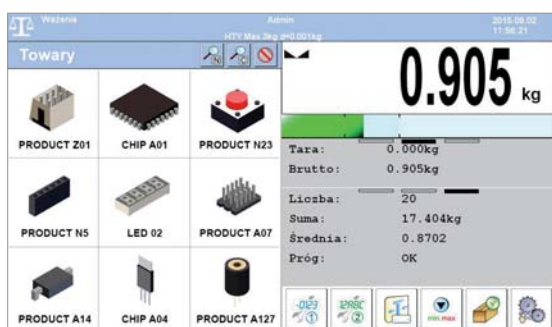 Ważenia
Admin
2015.09.02
11:56:21
HTY Max 3kg d=0.001kg
Towary
0.905 kg
PRODUCT Z01
CHIP A01
PRODUCT N23
Tara: 0.000kg
Brutto: 0.905kg
PRODUCT N5
LED 02
PRODUCT A07
Liczba: 20
Suma: 17.404kg
Średnia: 0.8702
Próg: OK
PRODUCT A14
CHIP A04
PRODUCT A127
min max